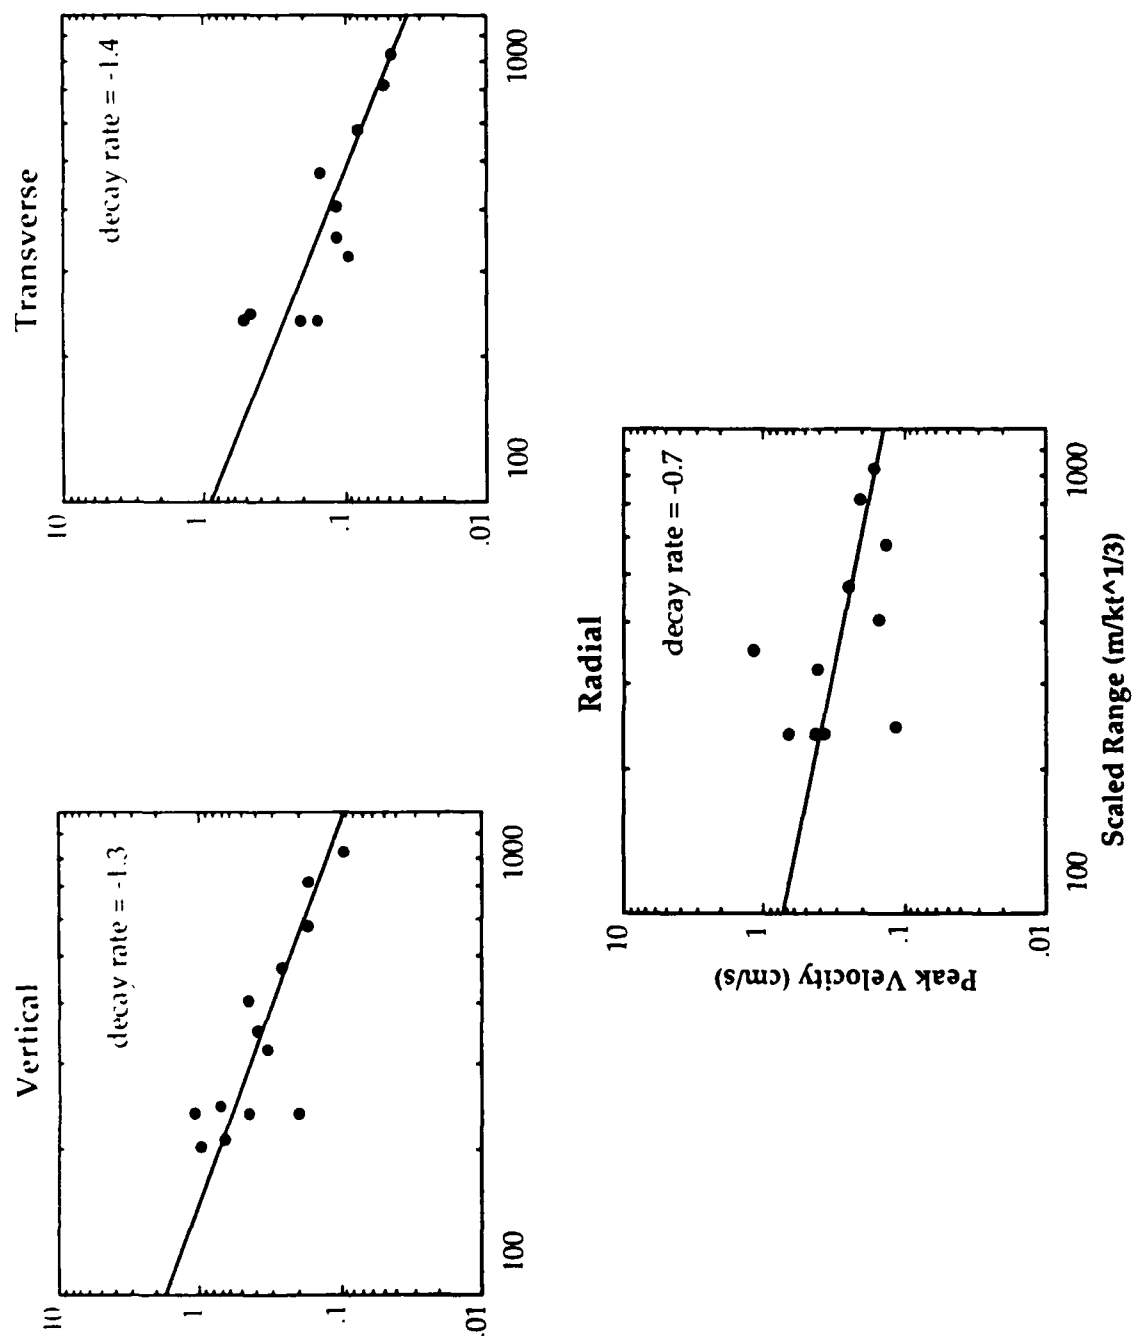 Vertical
decay rate = -1.3
10
1
.1
.01
100
1000
Transverse
decay rate = -1.4
10
1
.1
.01
100
1000
Radial
decay rate = -0.7
Peak Velocity (cm/s)
10
1
.1
.01
100
1000
Scaled Range (m/kt^1/3)